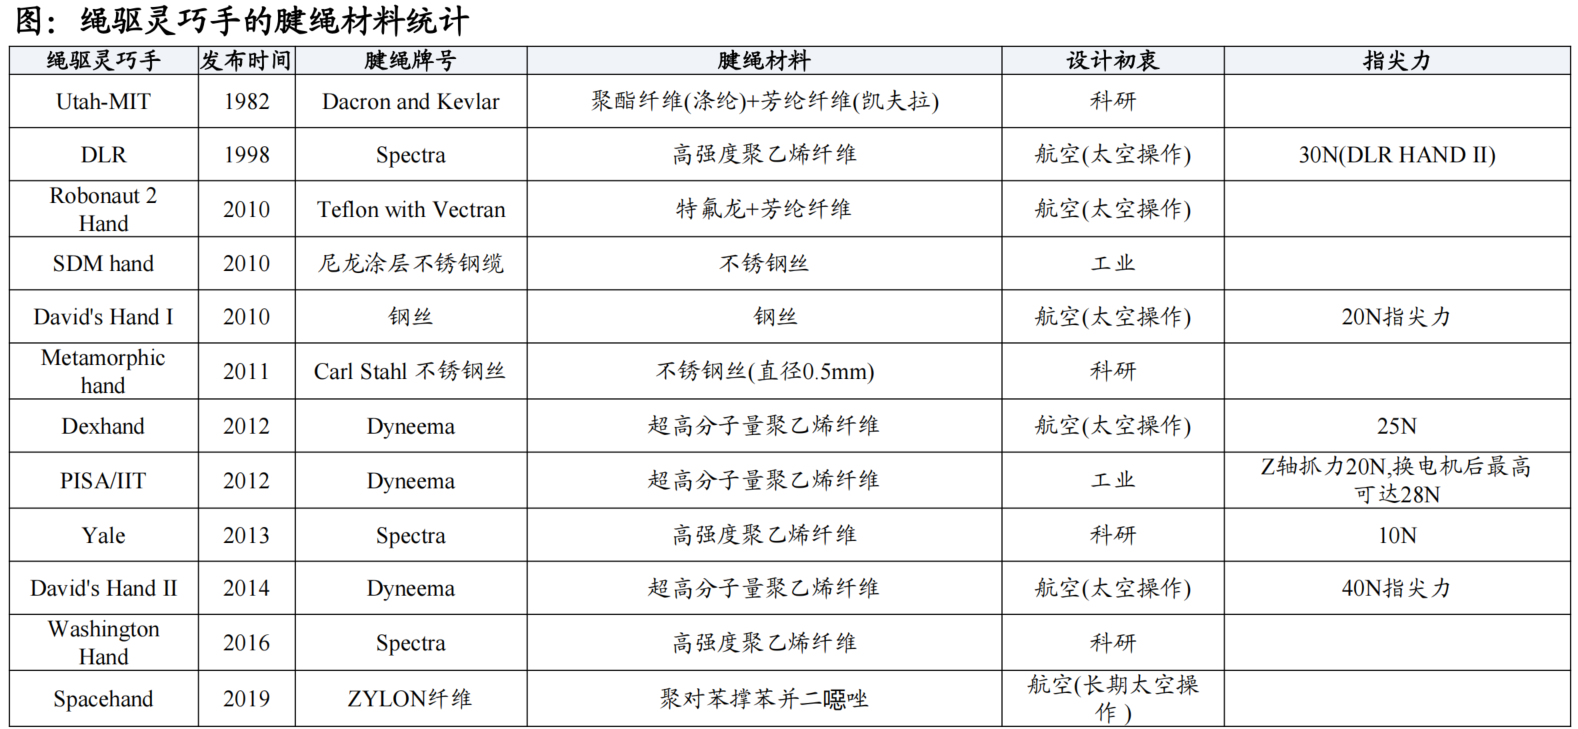 图：绳驱灵巧手的腱绳材料统计
绳驱灵巧手 发布时间 腱绳牌号 腱绳材料 设计初衷 指尖力
Utah-MIT 1982 Dacron and Kevlar 聚酯纤维(涤纶)+芳纶纤维(凯夫拉) 科研
DLR 1998 Spectra 高强度聚乙烯纤维 航空(太空操作) 30N(DLR HAND II)
Robonaut 2
Hand 2010 Teflon with Vectran 特氟龙+芳纶纤维 航空(太空操作)
SDM hand 2010 尼龙涂层不锈钢缆 不锈钢丝 工业
David's Hand I 2010 钢丝 钢丝 航空(太空操作) 20N指尖力
Metamorphic
hand 2011 Carl Stahl 不锈钢丝 不锈钢丝(直径0.5mm) 科研
Dexhand 2012 Dyneema 超高分子量聚乙烯纤维 航空(太空操作) 25N
PISA/IIT 2012 Dyneema 超高分子量聚乙烯纤维 工业 Z轴抓力20N,换电机后最高
可达28N
Yale 2013 Spectra 高强度聚乙烯纤维 科研 10N
David's Hand II 2014 Dyneema 超高分子量聚乙烯纤维 航空(太空操作) 40N指尖力
Washington
Hand 2016 Spectra 高强度聚乙烯纤维 科研
Spacehand 2019 ZYLON纤维 聚对苯撑苯并二噁唑 航空(长期太空操
作 )